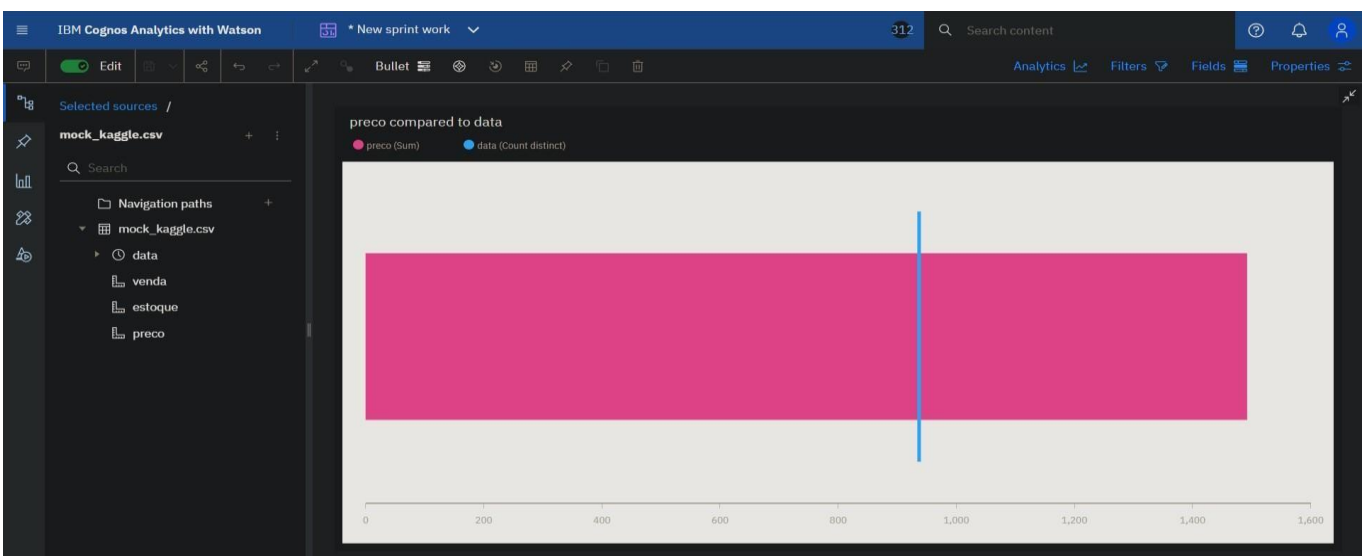 IBM Cognos Analytics with Watson
* New sprint work
312
Search content
Edit
Bullet
Analytics
Filters
Fields
Properties
Selected sources /
mock_kaggle.csv
Search
Navigation paths
mock_kaggle.csv
data
venda
estoque
preco
preco compared to data
preco (Sum) data (Count distinct)
0 200 400 600 800 1,000 1,200 1,400 1,600